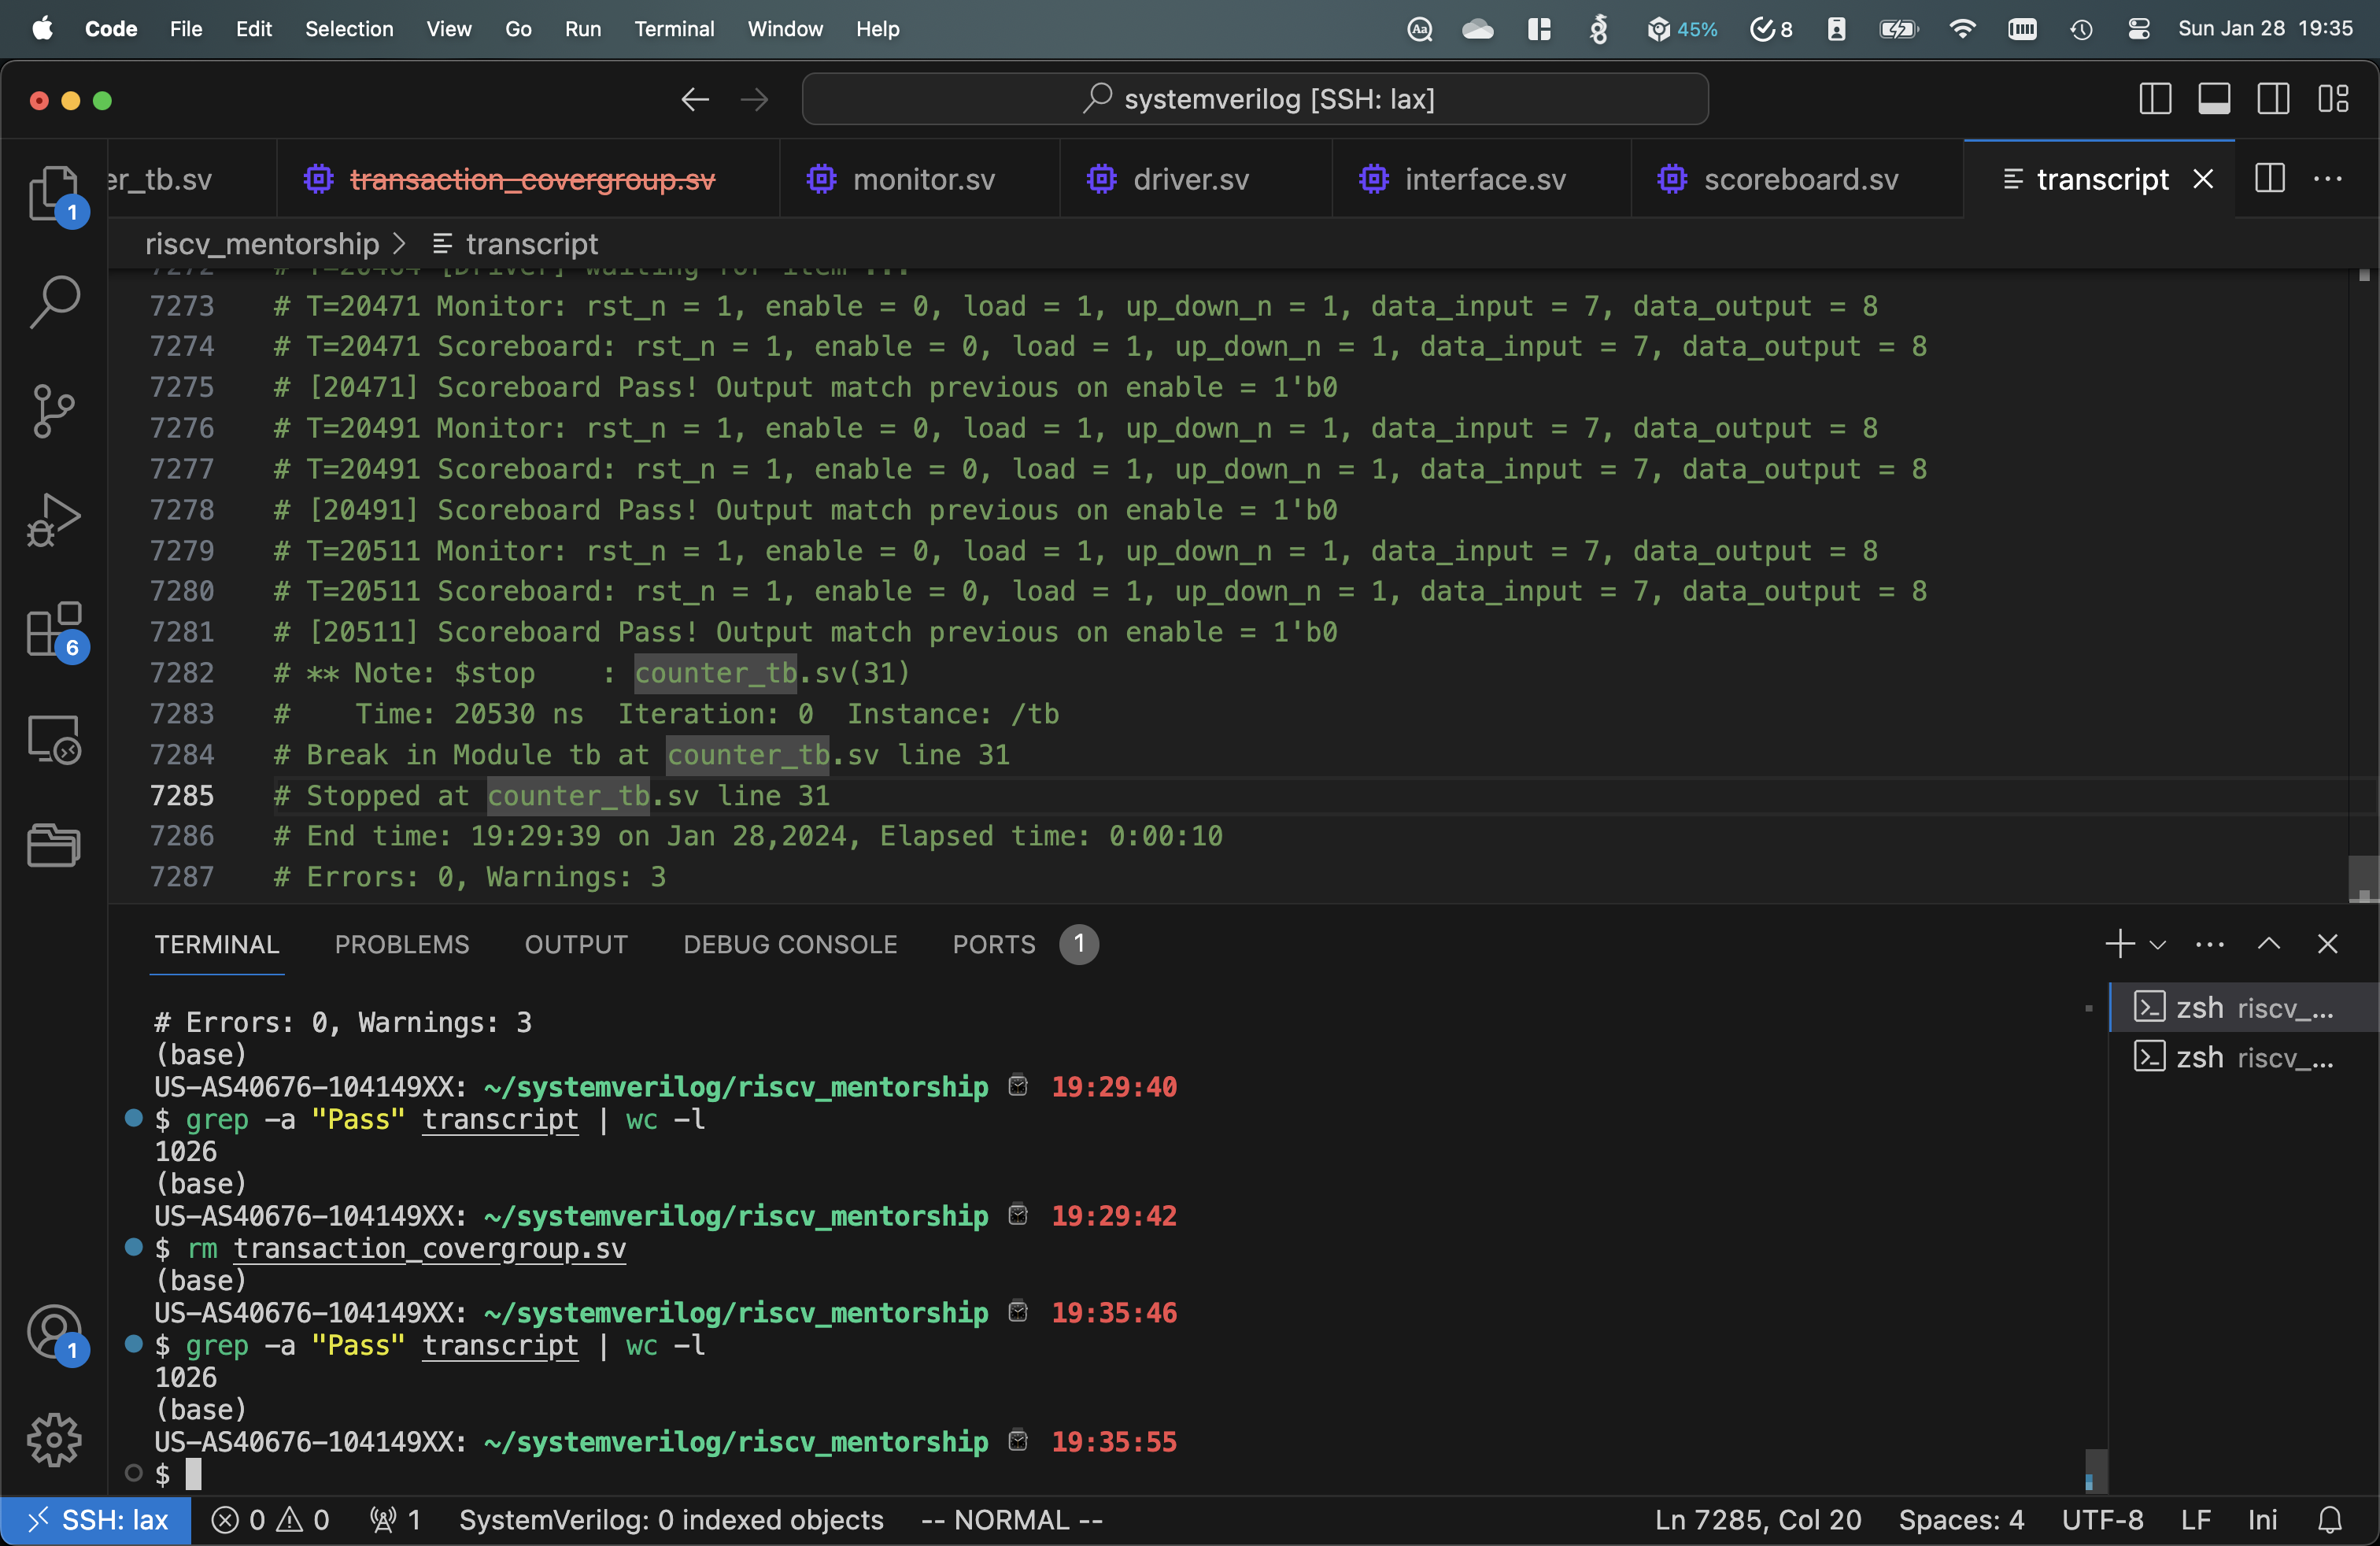 Code File Edit Selection View Go Run Terminal Window Help 45% 8 Sun Jan 28 19:35
systemverilog [SSH: lax]
er_tb.sv transaction_covergroup.sv monitor.sv driver.sv interface.sv scoreboard.sv transcript
riscv_mentorship > transcript
7272 # T=20464 [Driver] waiting for item ...
7273 # T=20471 Monitor: rst_n = 1, enable = 0, load = 1, up_down_n = 1, data_input = 7, data_output = 8
7274 # T=20471 Scoreboard: rst_n = 1, enable = 0, load = 1, up_down_n = 1, data_input = 7, data_output = 8
7275 # [20471] Scoreboard Pass! Output match previous on enable = 1'b0
7276 # T=20491 Monitor: rst_n = 1, enable = 0, load = 1, up_down_n = 1, data_input = 7, data_output = 8
7277 # T=20491 Scoreboard: rst_n = 1, enable = 0, load = 1, up_down_n = 1, data_input = 7, data_output = 8
7278 # [20491] Scoreboard Pass! Output match previous on enable = 1'b0
7279 # T=20511 Monitor: rst_n = 1, enable = 0, load = 1, up_down_n = 1, data_input = 7, data_output = 8
7280 # T=20511 Scoreboard: rst_n = 1, enable = 0, load = 1, up_down_n = 1, data_input = 7, data_output = 8
7281 # [20511] Scoreboard Pass! Output match previous on enable = 1'b0
7282 # ** Note: $stop    : counter_tb.sv(31)
7283 #    Time: 20530 ns  Iteration: 0  Instance: /tb
7284 # Break in Module tb at counter_tb.sv line 31
7285 # Stopped at counter_tb.sv line 31
7286 # End time: 19:29:39 on Jan 28,2024, Elapsed time: 0:00:10
7287 # Errors: 0, Warnings: 3
1
6
TERMINAL PROBLEMS OUTPUT DEBUG CONSOLE PORTS 1
zsh riscv_...
zsh riscv_...
# Errors: 0, Warnings: 3
(base)
US-AS40676-104149XX: ~/systemverilog/riscv_mentorship 19:29:40
$ grep -a "Pass" transcript | wc -l
1026
(base)
US-AS40676-104149XX: ~/systemverilog/riscv_mentorship 19:29:42
$ rm transaction_covergroup.sv
(base)
US-AS40676-104149XX: ~/systemverilog/riscv_mentorship 19:35:46
$ grep -a "Pass" transcript | wc -l
1026
(base)
US-AS40676-104149XX: ~/systemverilog/riscv_mentorship 19:35:55
$
1
SSH: lax 0 0 1 SystemVerilog: 0 indexed objects -- NORMAL -- Ln 7285, Col 20 Spaces: 4 UTF-8 LF Ini